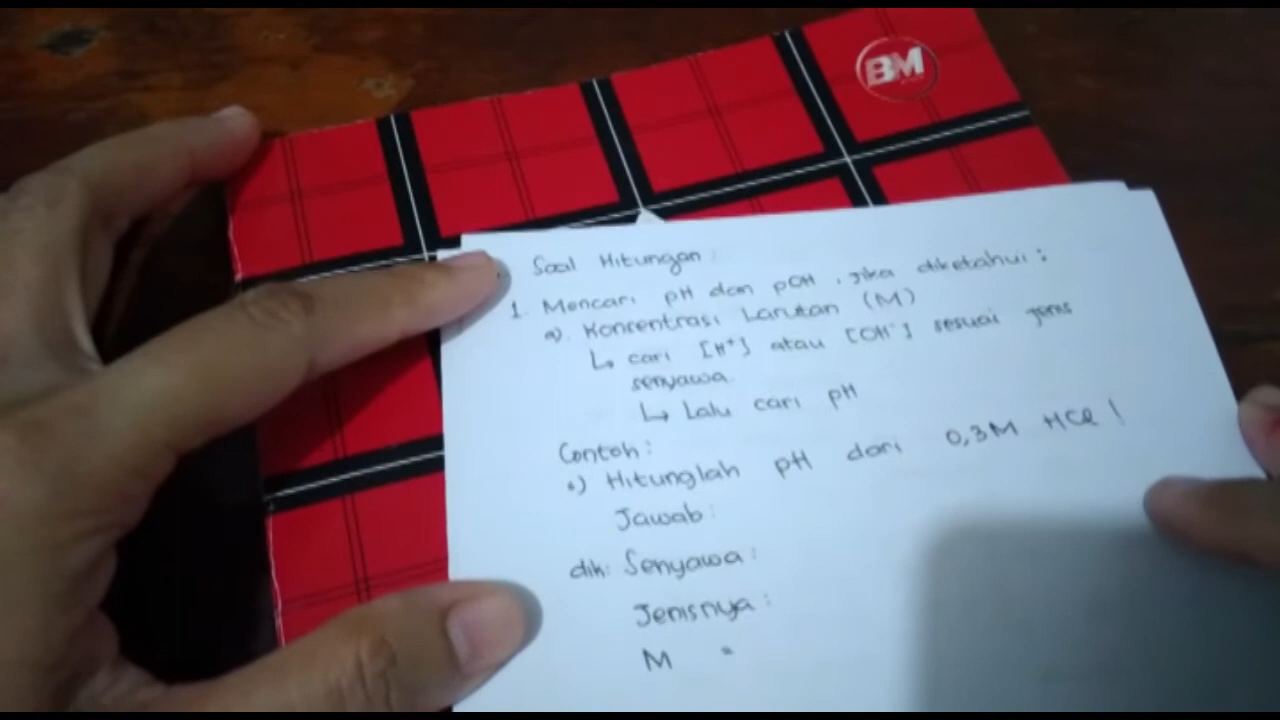 BM
Soal Hitungan :
1. Mencari pH dan pOH, jika diketahui :
a). Konsentrasi Larutan (M)
↳ cari [H⁺] atau [OH⁻] sesuai jenis
senyawa.
↳ Lalu cari pH
Contoh :
•) Hitunglah pH dari 0,3M HCl !
Jawab :
dik: Senyawa :
Jenisnya :
M =